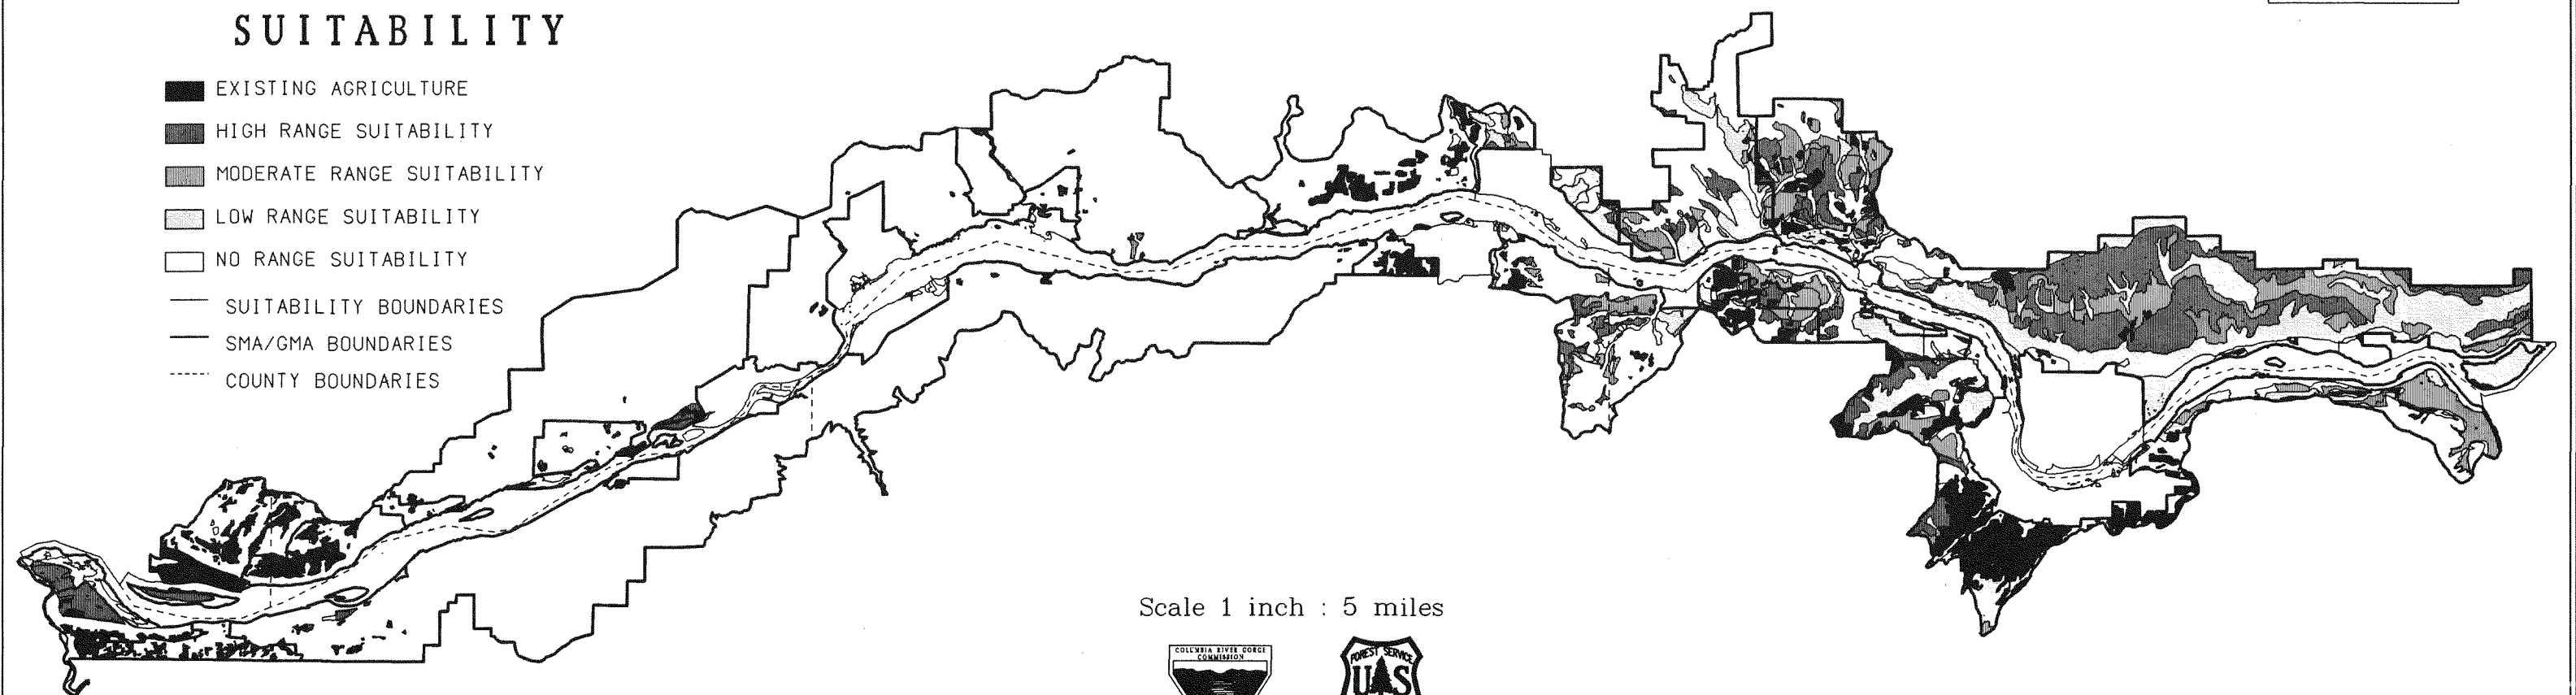 SUITABILITY
EXISTING AGRICULTURE
HIGH RANGE SUITABILITY
MODERATE RANGE SUITABILITY
LOW RANGE SUITABILITY
NO RANGE SUITABILITY
SUITABILITY BOUNDARIES
SMA/GMA BOUNDARIES
COUNTY BOUNDARIES
Scale 1 inch : 5 miles
COLUMBIA RIVER GORGE
COMMISSION
FOREST SERVICE
UAS